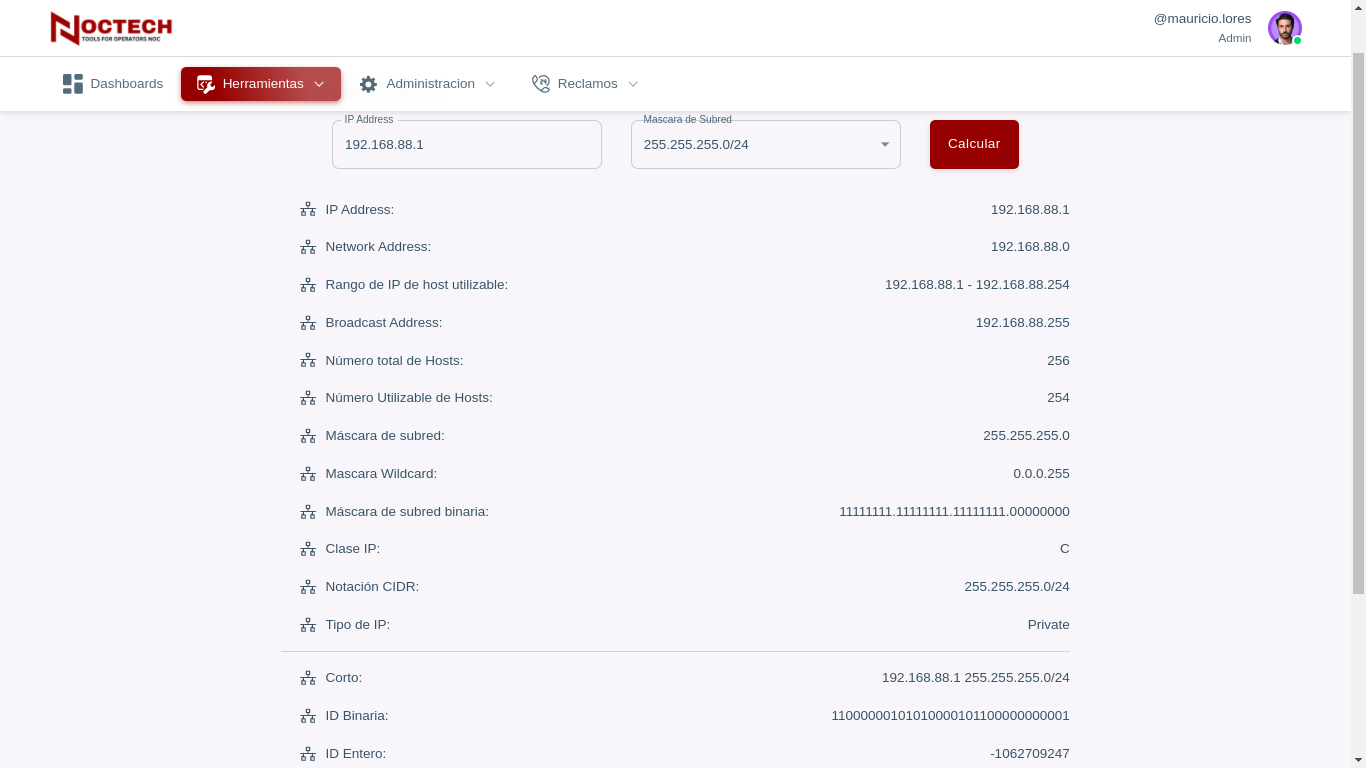 NOCTECH
TOOLS FOR OPERATORS NOC
@mauricio.lores
Admin
Dashboards
Herramientas
Administracion
Reclamos
IP Address
192.168.88.1
Mascara de Subred
255.255.255.0/24
Calcular
IP Address: 192.168.88.1
Network Address: 192.168.88.0
Rango de IP de host utilizable: 192.168.88.1 - 192.168.88.254
Broadcast Address: 192.168.88.255
Número total de Hosts: 256
Número Utilizable de Hosts: 254
Máscara de subred: 255.255.255.0
Mascara Wildcard: 0.0.0.255
Máscara de subred binaria: 11111111.11111111.11111111.00000000
Clase IP: C
Notación CIDR: 255.255.255.0/24
Tipo de IP: Private
Corto: 192.168.88.1 255.255.255.0/24
ID Binaria: 11000000101010000101100000000001
ID Entero: -1062709247